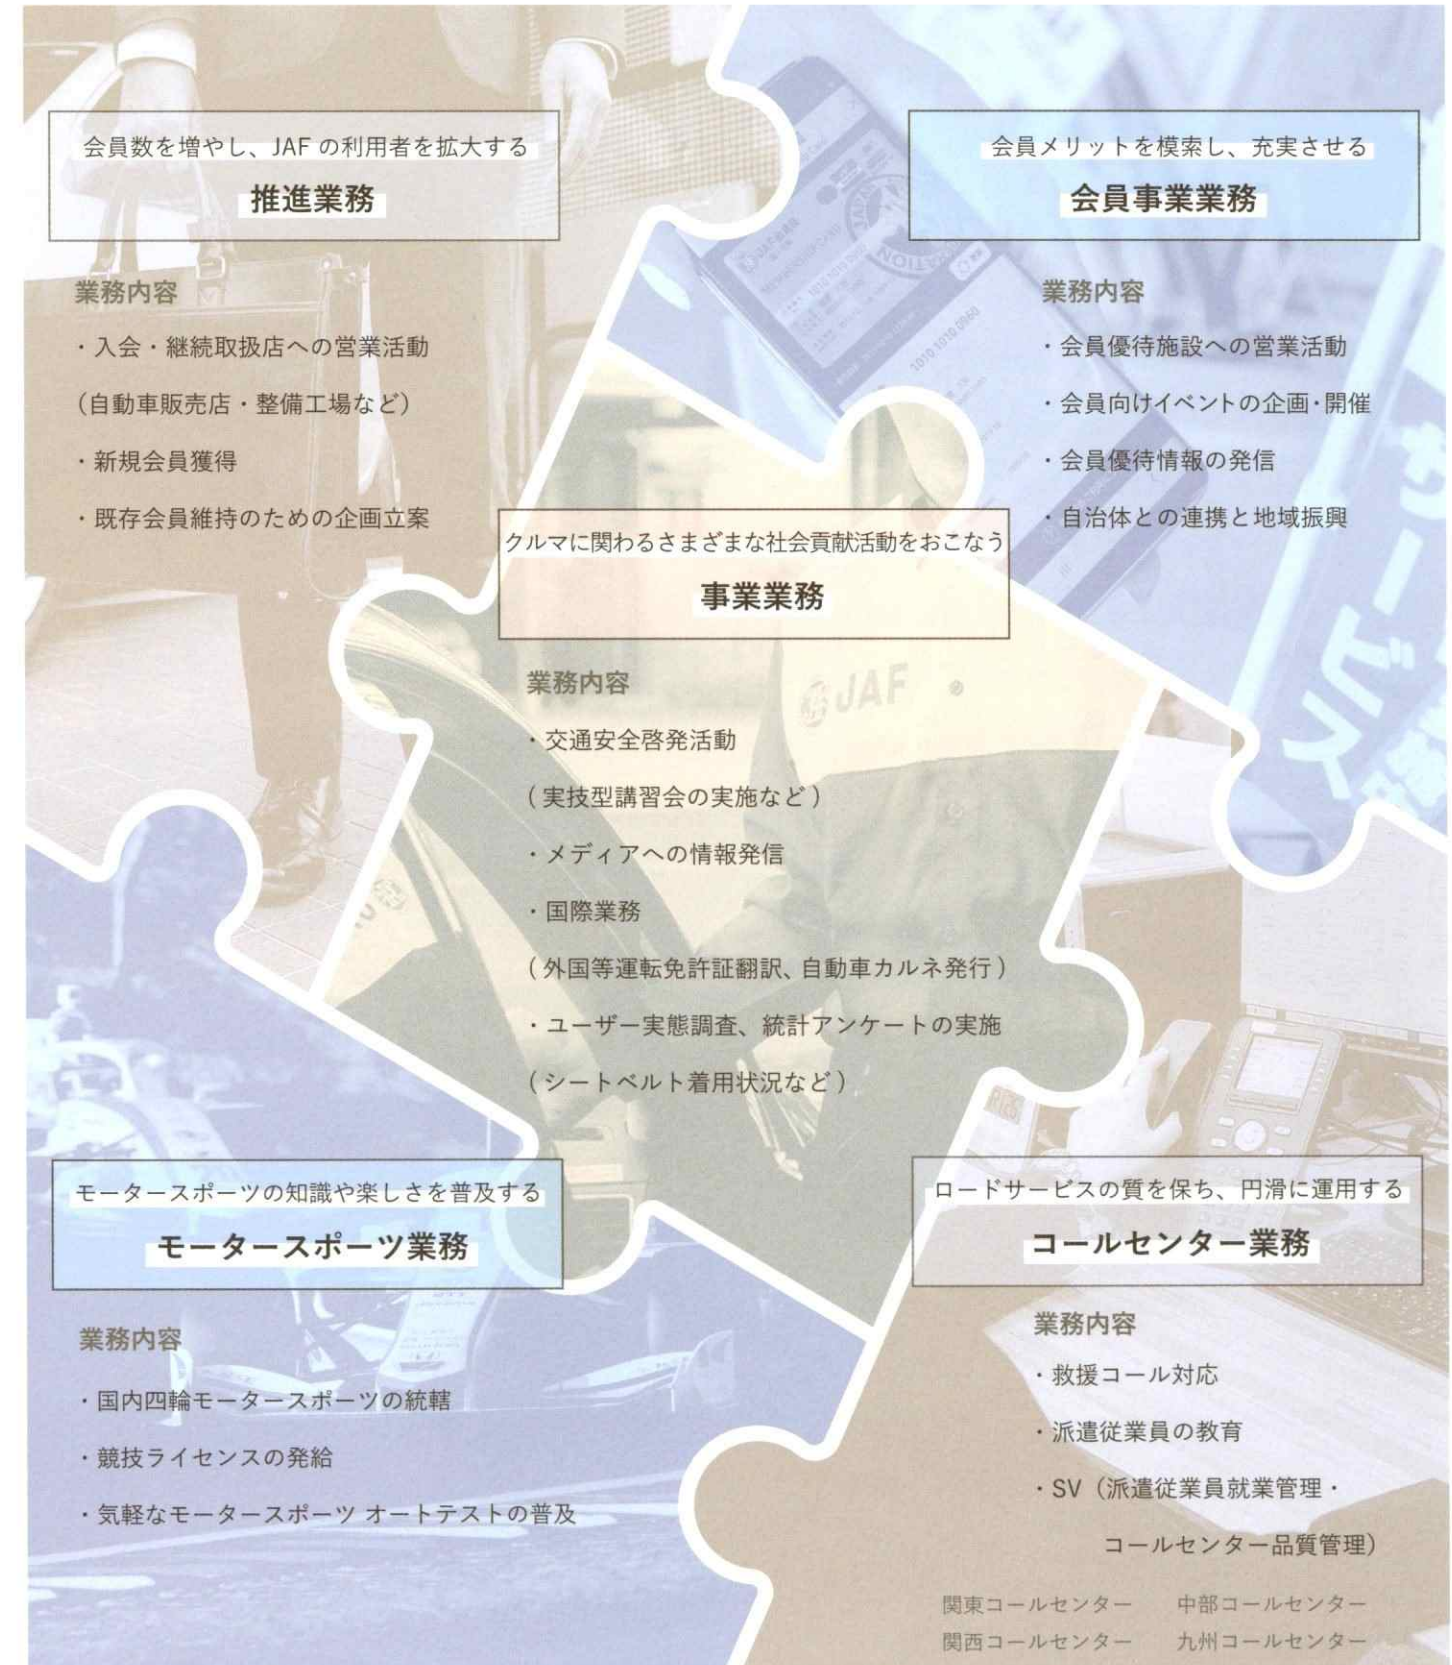 会員数を増やし、JAFの利用者を拡大する
推進業務
業務内容
・入会・継続取扱店への営業活動
（自動車販売店・整備工場など）
・新規会員獲得
・既存会員維持のための企画立案
会員メリットを模索し、充実させる
会員事業業務
業務内容
・会員優待施設への営業活動
・会員向けイベントの企画・開催
・会員優待情報の発信
・自治体との連携と地域振興
1010 1010 0960
サービス
クルマに関わるさまざまな社会貢献活動をおこなう
事業業務
JAF
業務内容
・交通安全啓発活動
(実技型講習会の実施など)
・メディアへの情報発信
・国際業務
(外国等運転免許証翻訳、自動車カルネ発行)
・ユーザー実態調査、統計アンケートの実施
(シートベルト着用状況など)
モータースポーツの知識や楽しさを普及する
モータースポーツ業務
業務内容
・国内四輪モータースポーツの統轄
・競技ライセンスの発給
・気軽なモータースポーツ オートテストの普及
ロードサービスの質を保ち、円滑に運用する
コールセンター業務
業務内容
・救援コール対応
・派遣従業員の教育
・SV（派遣従業員就業管理・
コールセンター品質管理）
関東コールセンター　中部コールセンター
関西コールセンター　九州コールセンター